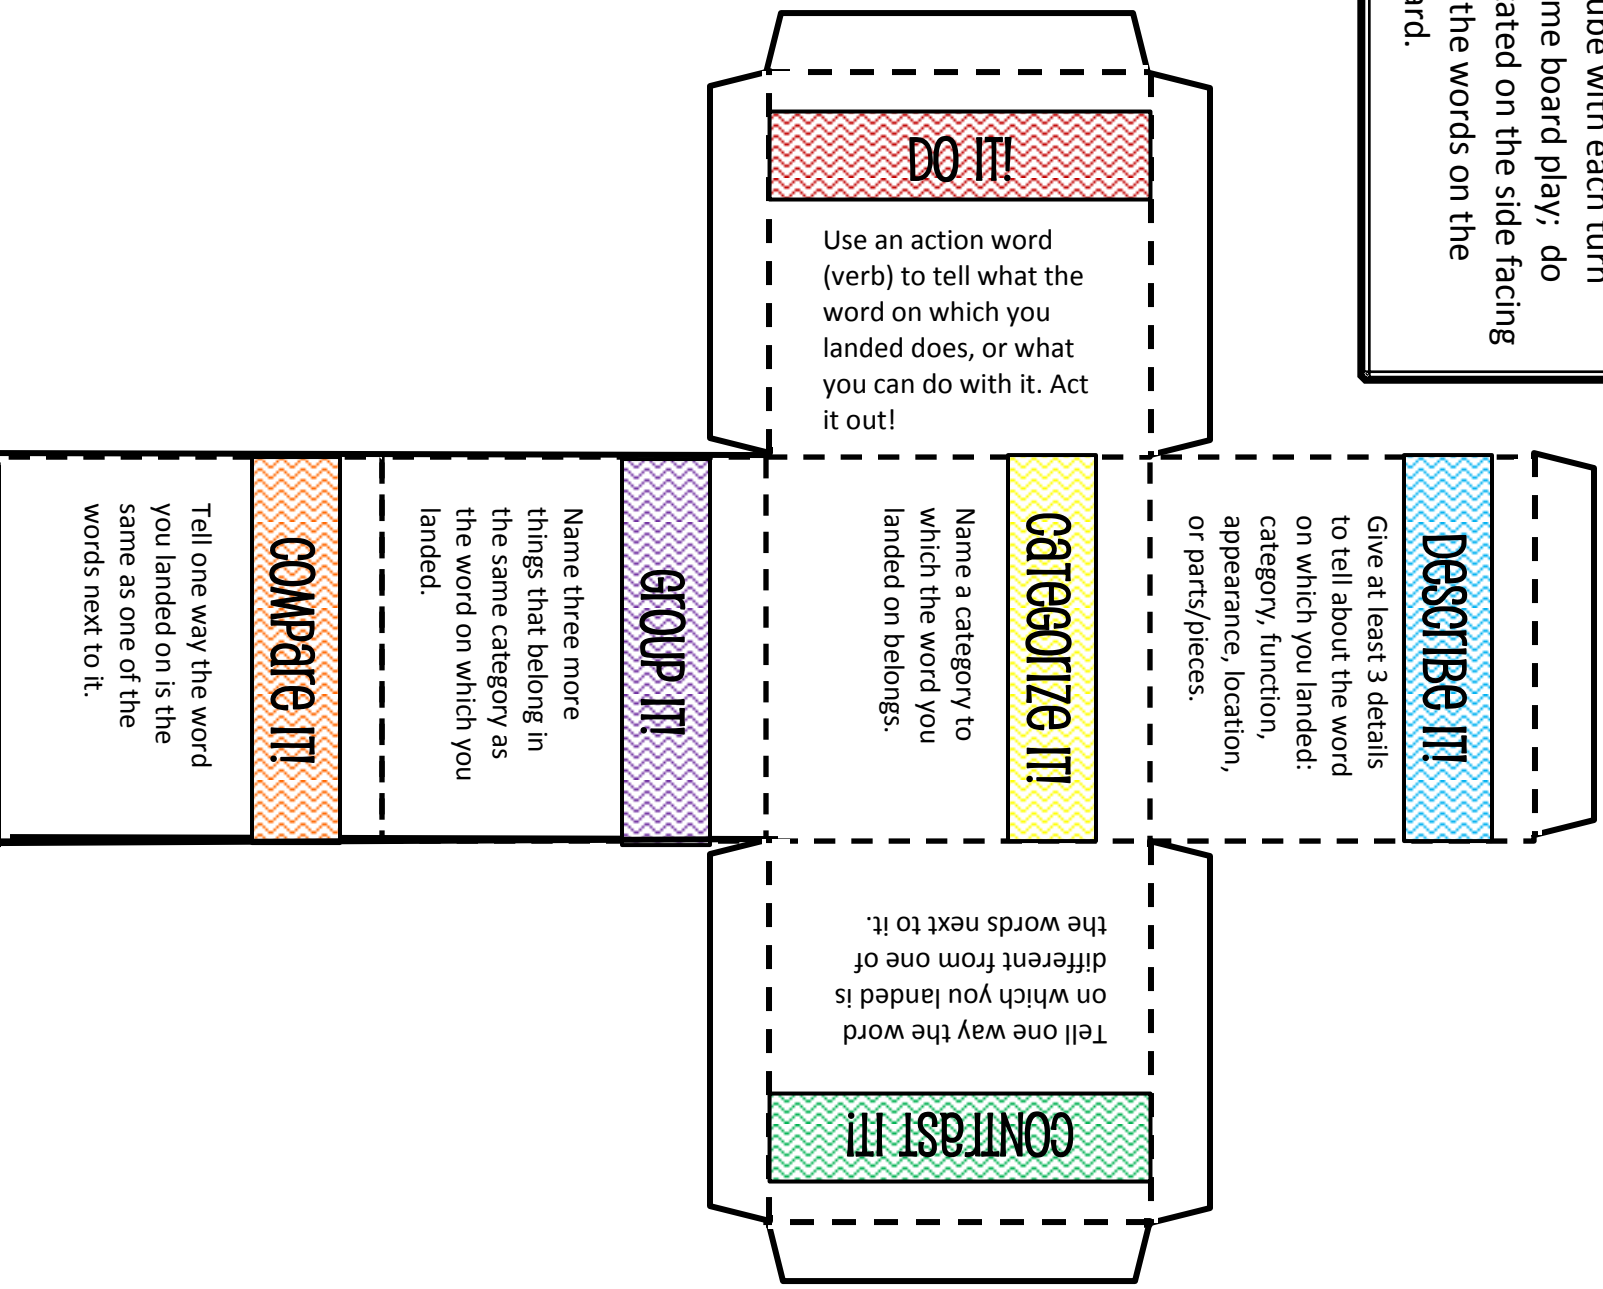 with each turn
board play; do
on the side facing
the words on the
DO IT!
Use an action word
(verb) to tell what the
word on which you
landed does, or what
you can do with it. Act
it out!
Describe IT!
Give at least 3 details
to tell about the word
on which you landed:
category, function,
appearance, location,
or parts/pieces.
categorize IT!
Name a category to
which the word you
landed on belongs.
Group IT!
Name three more
things that belong in
the same category as
the word on which you
landed.
compare IT!
Tell one way the word
you landed on is the
same as one of the
words next to it.
contrast IT!
Tell one way the word
on which you landed is
different from one of
the words next to it.